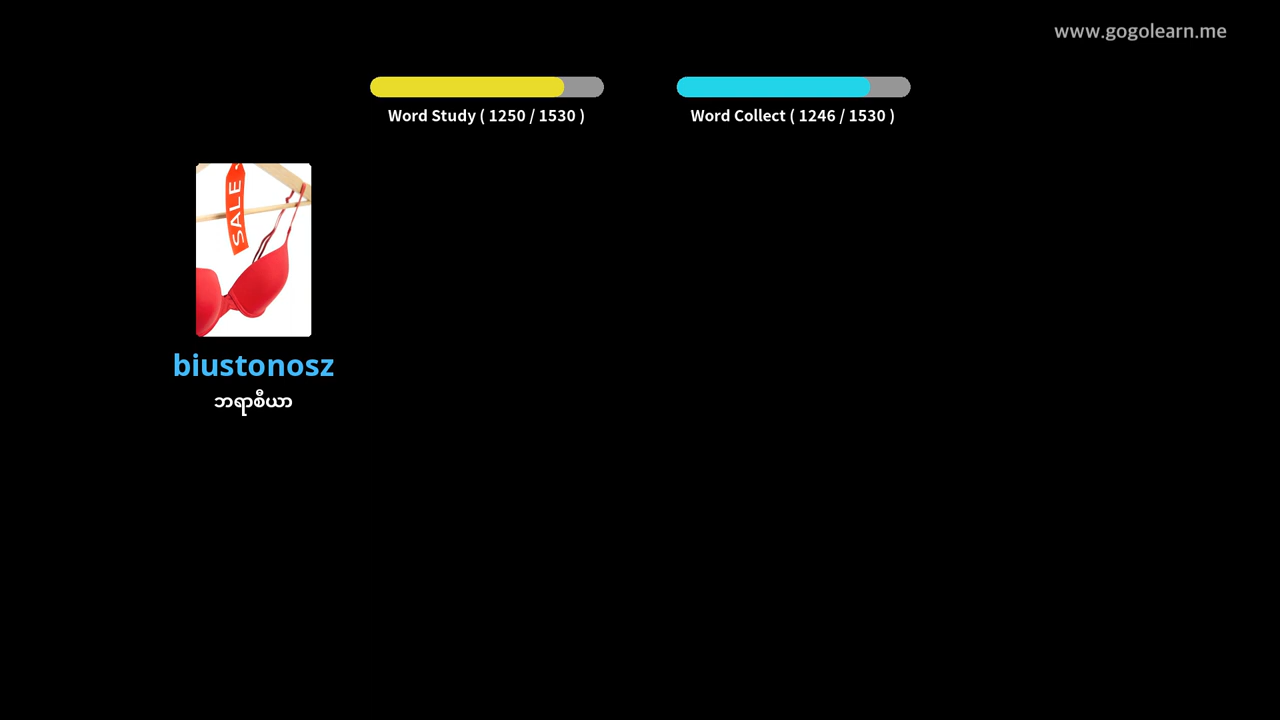 www.gogolearn.me
Word Study ( 1250 / 1530 )
Word Collect ( 1246 / 1530 )
SALE
biustonosz
ဘရာစီယာ